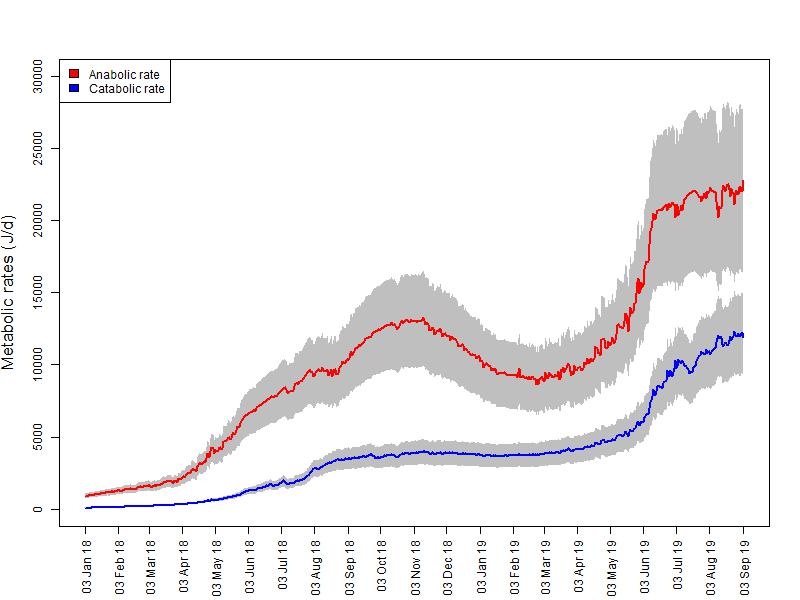 Anabolic rate
Catabolic rate
Metabolic rates (J/d)
30000
25000
20000
15000
10000
5000
0
03 Jan 18
03 Feb 18
03 Mar 18
03 Apr 18
03 May 18
03 Jun 18
03 Jul 18
03 Aug 18
03 Sep 18
03 Oct 18
03 Nov 18
03 Dec 18
03 Jan 19
03 Feb 19
03 Mar 19
03 Apr 19
03 May 19
03 Jun 19
03 Jul 19
03 Aug 19
03 Sep 19